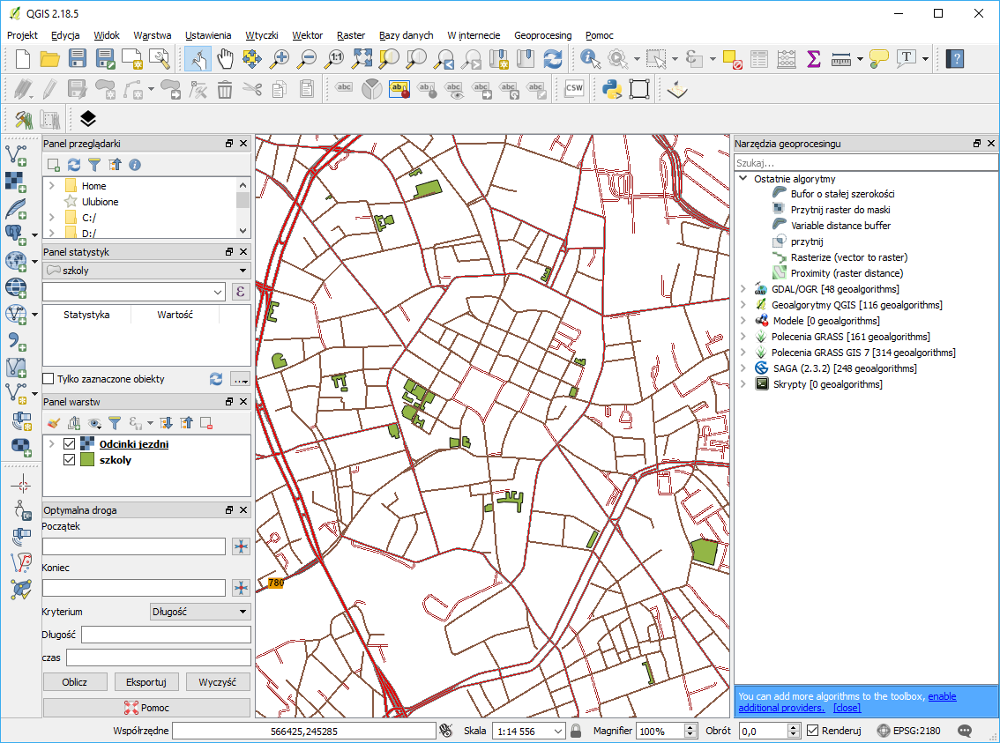 QGIS 2.18.5
Projekt Edycja Widok Warstwa Ustawienia Wtyczki Wektor Raster Bazy danych W internecie Geoprocesing Pomoc
1:1
abc ab abc abc abc abc abc CSW
Panel przeglądarki
Home
Ulubione
C:/
D:/
Panel statystyk
szkoly
Statystyka Wartość
Tylko zaznaczone obiekty
Panel warstw
Odcinki jezdni
szkoly
Optymalna droga
Początek
Koniec
Kryterium Długość
Długość
czas
Oblicz Eksportuj Wyczyść
Pomoc
780
Narzędzia geoprocesingu
Szukaj...
Ostatnie algorytmy
Bufor o stałej szerokości
Przytnij raster do maski
Variable distance buffer
przytnij
Rasterize (vector to raster)
Proximity (raster distance)
GDAL/OGR [48 geoalgorithms]
Geoalgorytmy QGIS [116 geoalgorithms]
Modele [0 geoalgorithms]
Polecenia GRASS [161 geoalgorithms]
Polecenia GRASS GIS 7 [314 geoalgorithms]
SAGA (2.3.2) [248 geoalgorithms]
Skrypty [0 geoalgorithms]
You can add more algorithms to the toolbox, enable
additional providers. [close]
Współrzędne 566425,245285 Skala 1:14 556 Magnifier 100% Obrót 0,0 Renderuj EPSG:2180